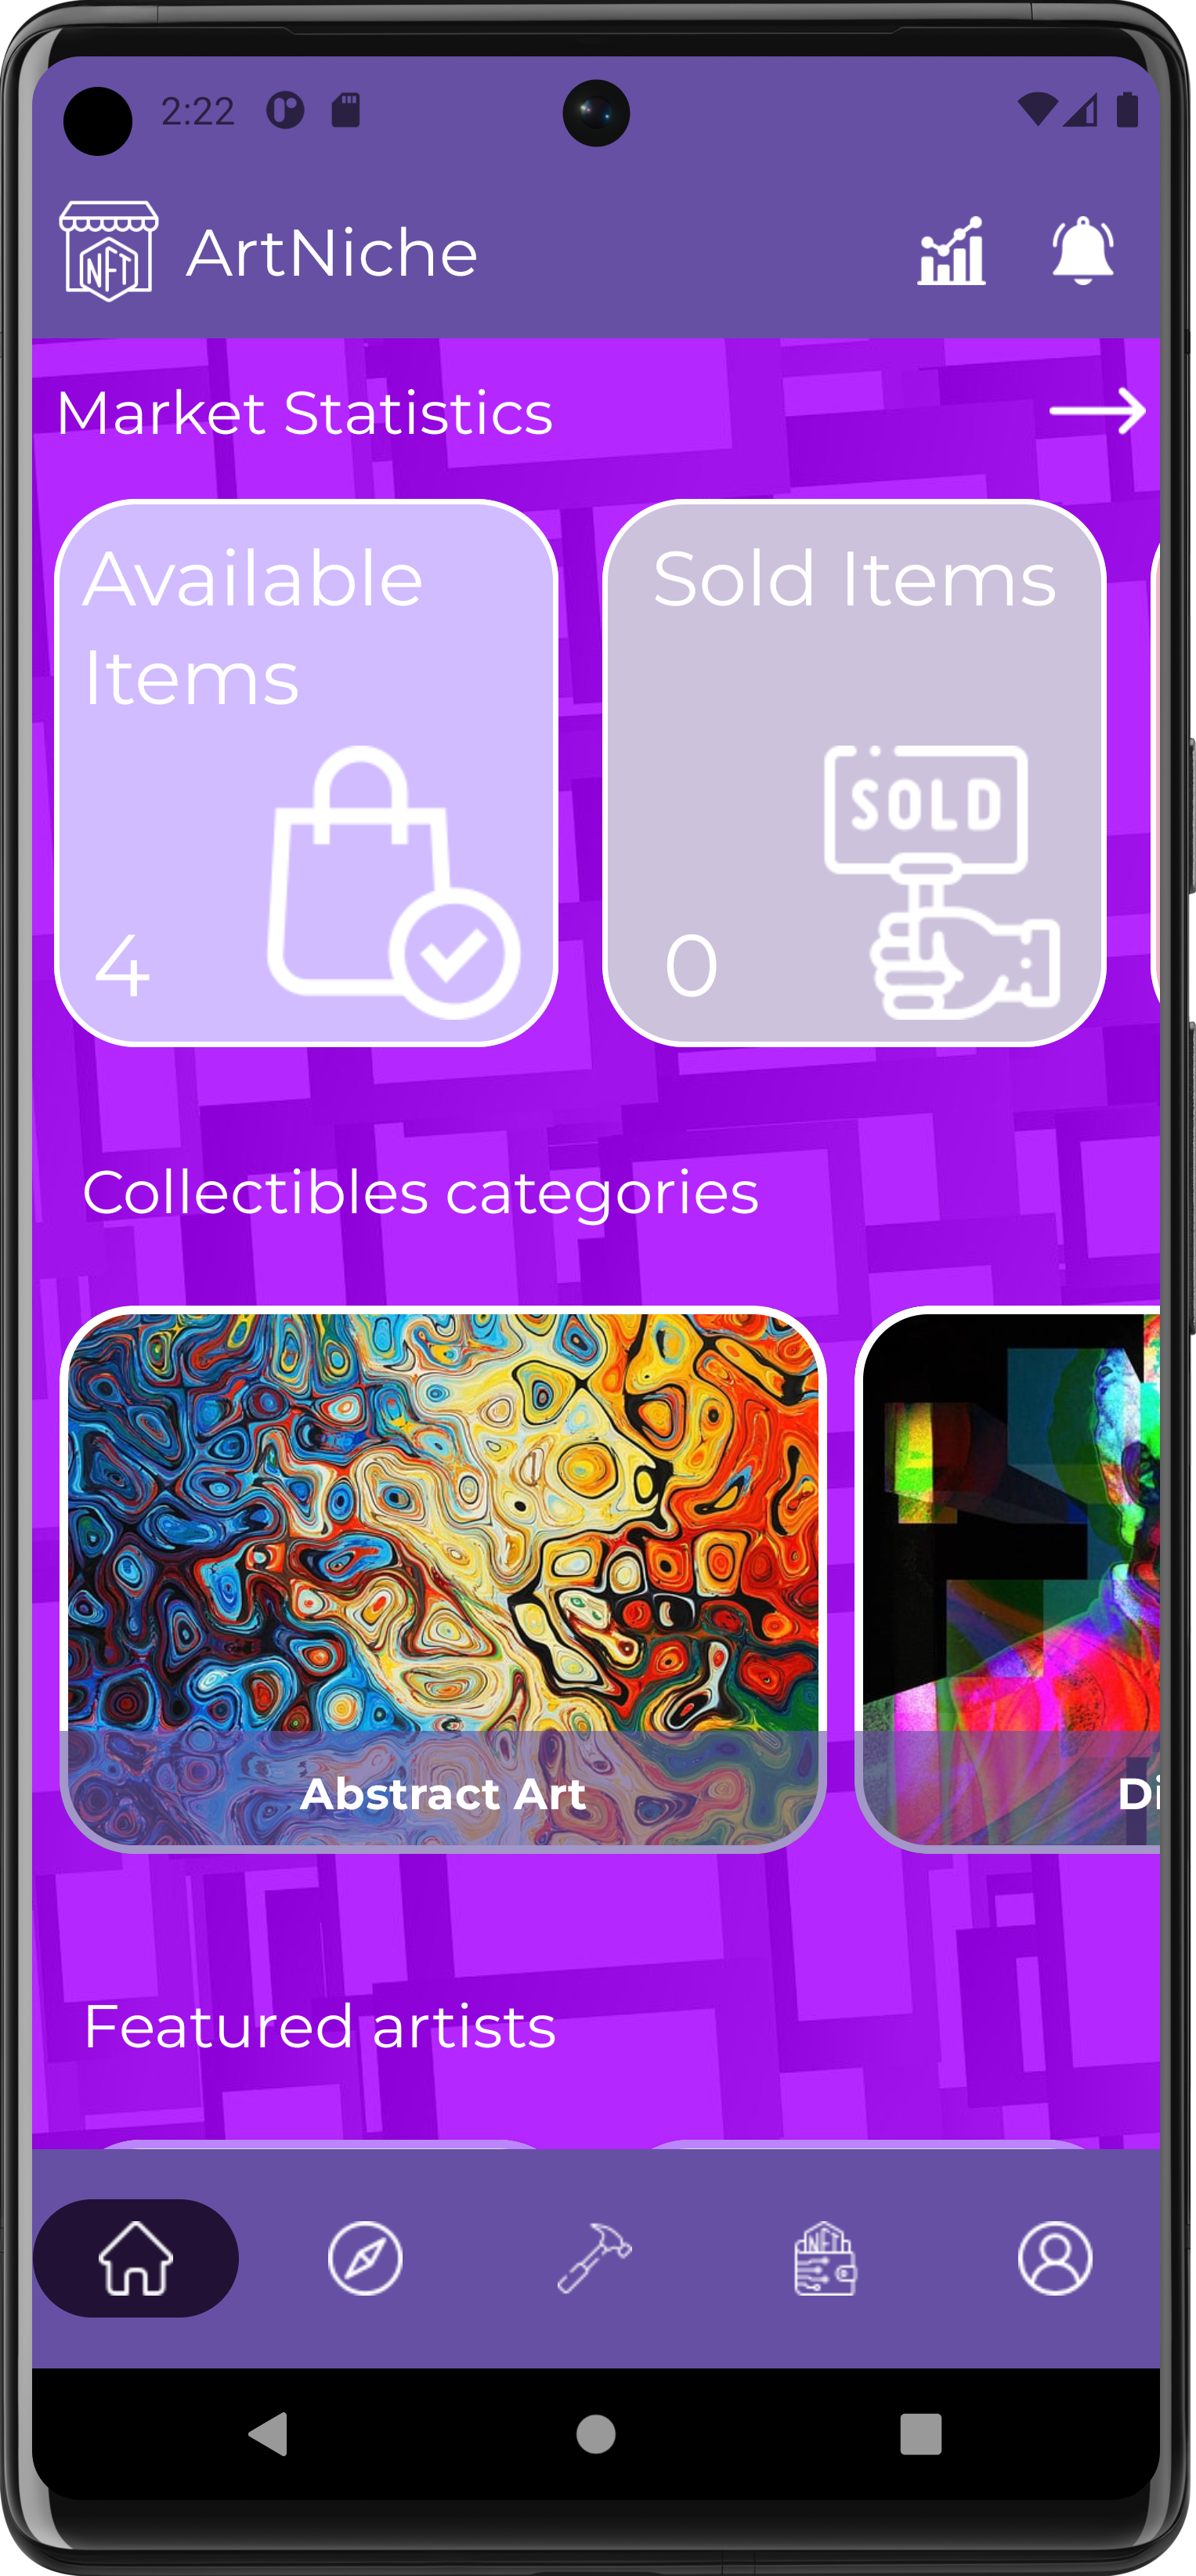 2:22
NFT
ArtNiche
Market Statistics
Available
Items
4
Sold Items
SOLD
0
Collectibles categories
Abstract Art
Di
Featured artists
NFT